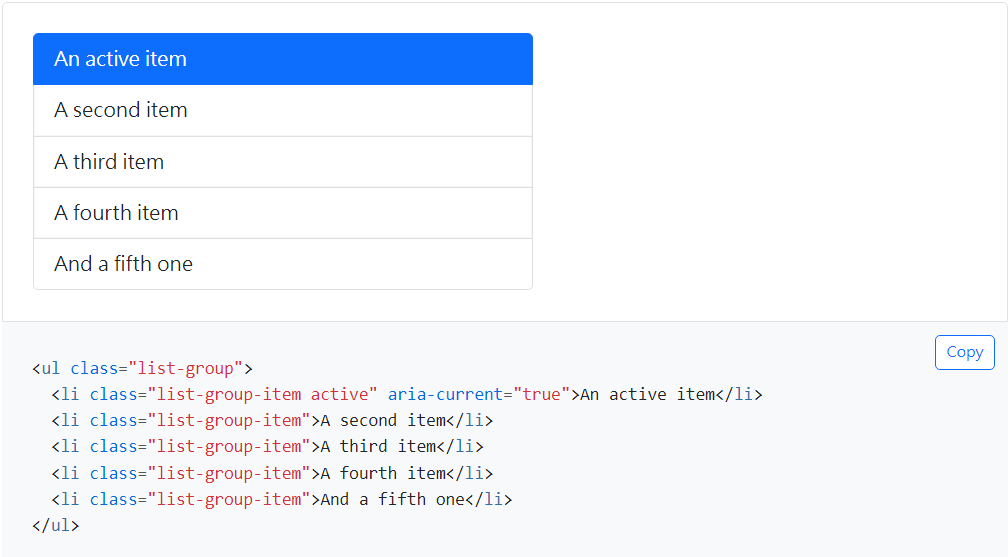 An active item
A second item
A third item
A fourth item
And a fifth one
Copy
<ul class="list-group">
  <li class="list-group-item active" aria-current="true">An active item</li>
  <li class="list-group-item">A second item</li>
  <li class="list-group-item">A third item</li>
  <li class="list-group-item">A fourth item</li>
  <li class="list-group-item">And a fifth one</li>
</ul>